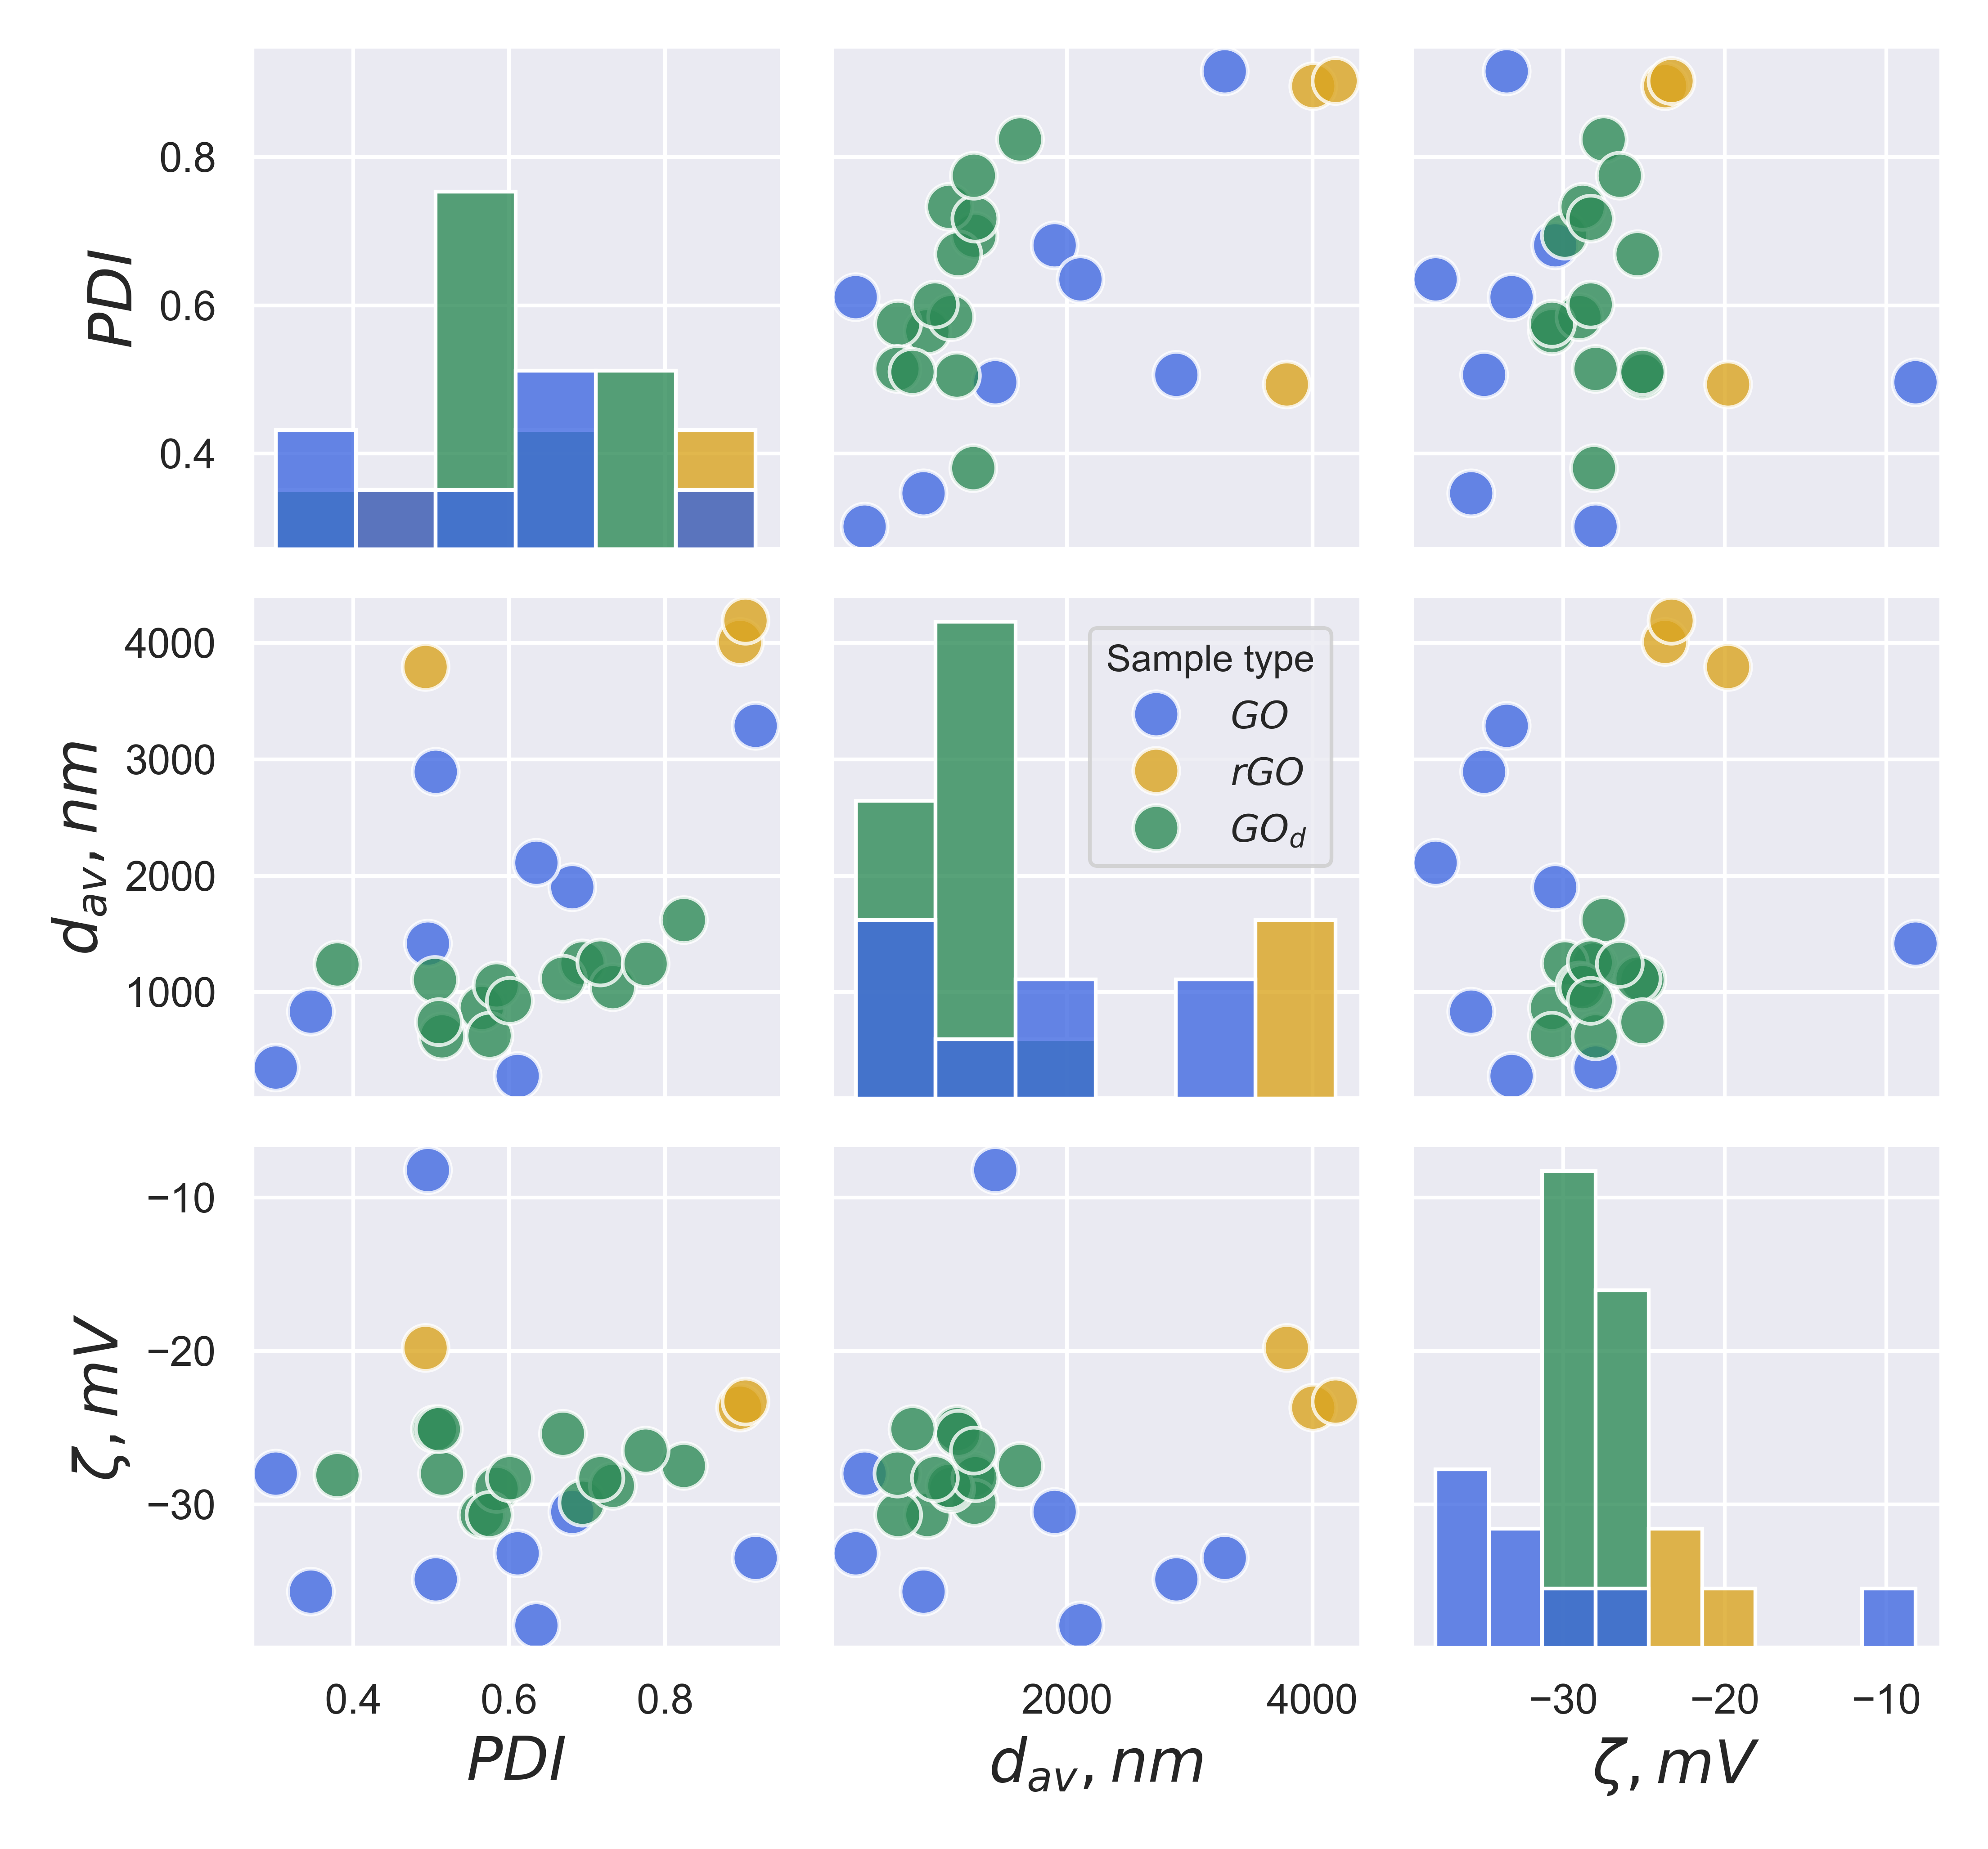 PDI
0.8
0.6
0.4
d_av, nm
4000
3000
2000
1000
Sample type
GO
rGO
GO_d
ζ, mV
−10
−20
−30
0.4 0.6 0.8
2000 4000
−30 −20 −10
PDI
d_av, nm
ζ, mV